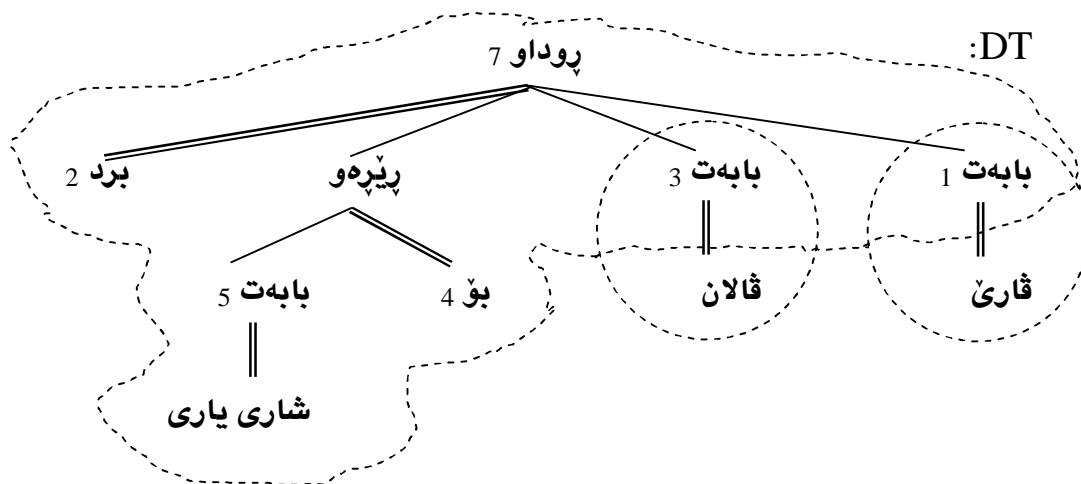 DT:
ڕوداو 7
بابەت 1
بابەت 3
ڕێڕەو
برد 2
ڤارێ
ڤالان
بۆ 4
بابەت 5
شاری یاری